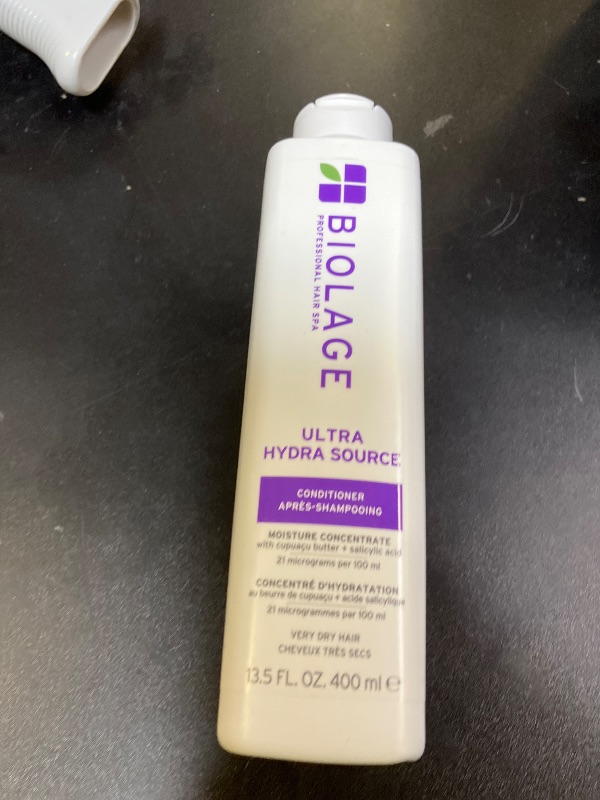 BIOLAGE
PROFESSIONAL HAIR SPA
ULTRA
HYDRA SOURCE
CONDITIONER
APRÈS-SHAMPOOING
MOISTURE CONCENTRATE
with cupuaçu butter + salicylic acid
21 micrograms per 100 ml
CONCENTRÉ D'HYDRATATION
au beurre de cupuaçu + acide salicylique
21 microgrammes par 100 ml
VERY DRY HAIR
CHEVEUX TRÈS SECS
13.5 FL. OZ. 400 ml ℮